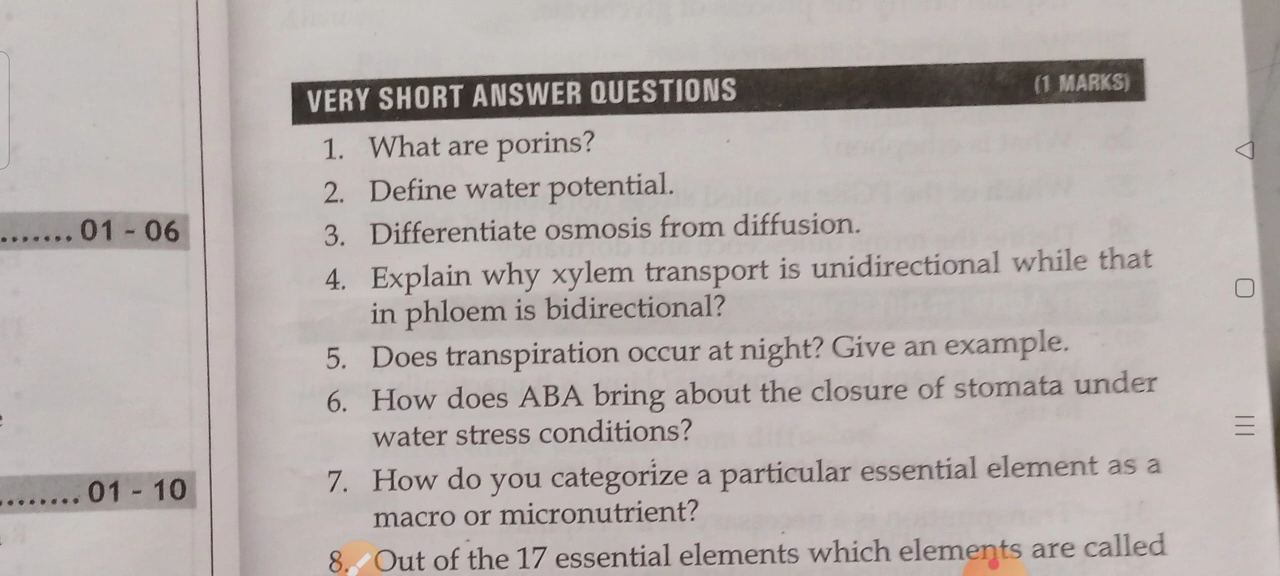 VERY SHORT ANSWER QUESTIONS (1 MARKS)
1. What are porins?
2. Define water potential.
....... 01 - 06
3. Differentiate osmosis from diffusion.
4. Explain why xylem transport is unidirectional while that
in phloem is bidirectional?
5. Does transpiration occur at night? Give an example.
6. How does ABA bring about the closure of stomata under
water stress conditions?
7. How do you categorize a particular essential element as a
macro or micronutrient?
........ 01 - 10
8. Out of the 17 essential elements which elements are called